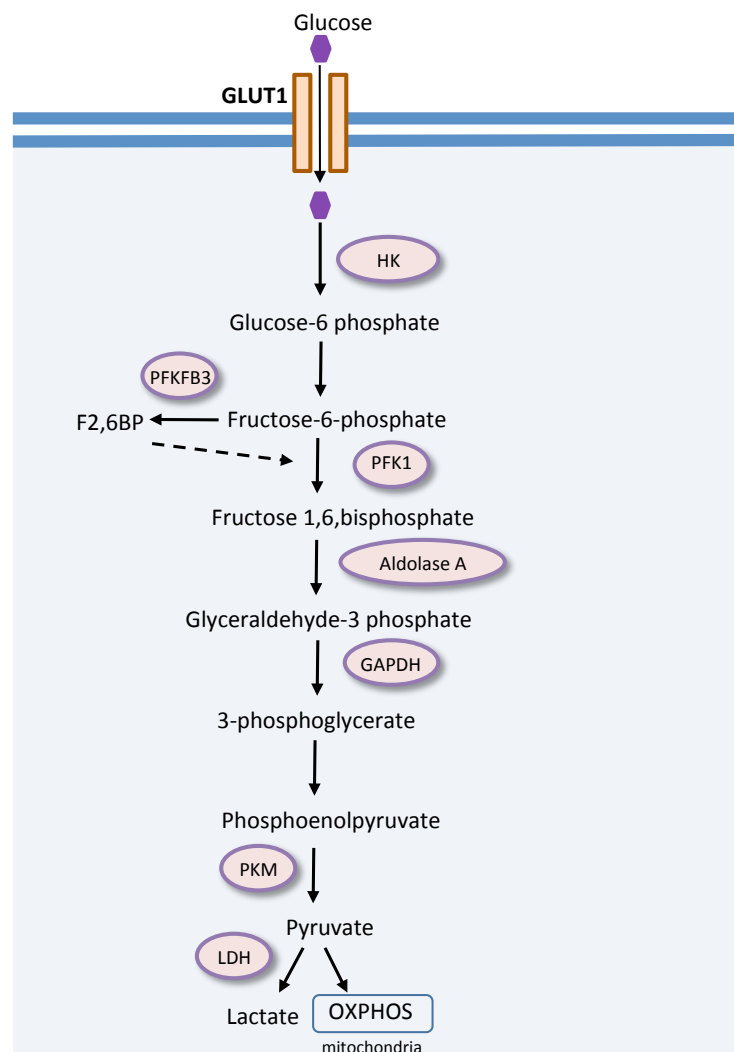 Glucose
GLUT1
HK
Glucose-6 phosphate
PFKFB3
F2,6BP
Fructose-6-phosphate
PFK1
Fructose 1,6,bisphosphate
Aldolase A
Glyceraldehyde-3 phosphate
GAPDH
3-phosphoglycerate
Phosphoenolpyruvate
PKM
Pyruvate
LDH
Lactate
OXPHOS
mitochondria